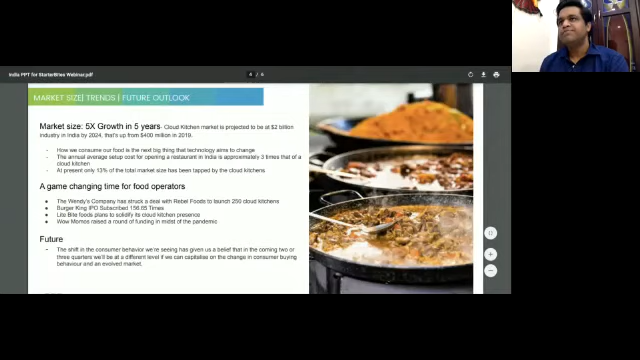 India PPT for StarterBites Webinar.pdf
4 / 6
MARKET SIZE| TRENDS | FUTURE OUTLOOK
Market size: 5X Growth in 5 years- Cloud Kitchen market is projected to be at $2 billion
industry in India by 2024, that's up from $400 million in 2019.
- How we consume our food is the next big thing that technology aims to change
- The annual average setup cost for opening a restaurant in India is approximately 3 times that of a
cloud kitchen
- At present only 13% of the total market size has been tapped by the cloud kitchens
A game changing time for food operators
● The Wendy's Company has struck a deal with Rebel Foods to launch 250 cloud kitchens
● Burger King IPO Subscribed 156.65 Times
● Lite Bite foods plans to solidify its cloud kitchen presence
● Wow Momos raised a round of funding in midst of the pandemic
Future
- The shift in the consumer behavior we're seeing has given us a belief that in the coming two or
three quarters we'll be at a different level if we can capitalise on the change in consumer buying
behaviour and an evolved market.